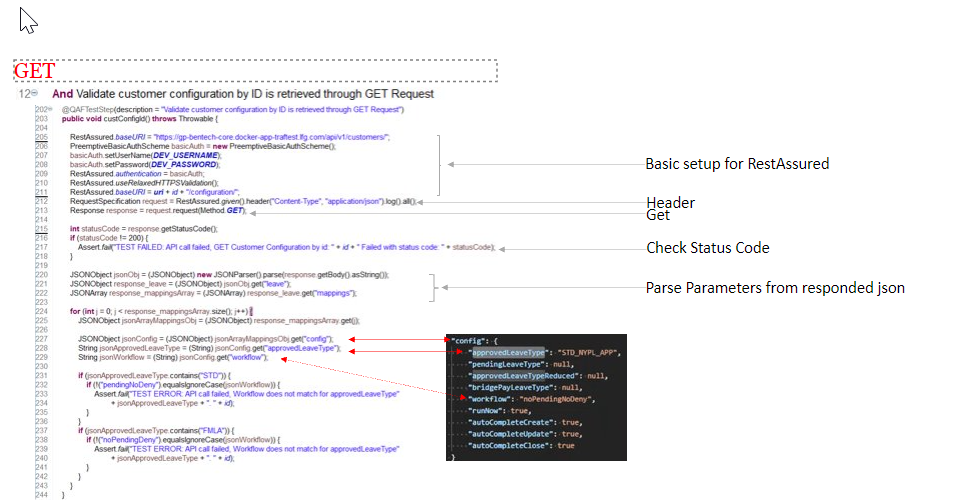 GET
12 And Validate customer configuration by ID is retrieved through GET Request
202 @QAFTestStep(description = "Validate customer configuration by ID is retrieved through GET Request")
203 public void custConfigId() throws Throwable {
204
205 RestAssured.baseURI = "https://gp-bentech-core.docker-app-traftest.lfg.com/api/v1/customers/";
206 PreemptiveBasicAuthScheme basicAuth = new PreemptiveBasicAuthScheme();
207 basicAuth.setUserName(DEV_USERNAME);
208 basicAuth.setPassword(DEV_PASSWORD);
209 RestAssured.authentication = basicAuth;
210 RestAssured.useRelaxedHTTPSValidation();
211 RestAssured.baseURI = uri + id + "/configuration/";
Basic setup for RestAssured
212 RequestSpecification request = RestAssured.given().header("Content-Type", "application/json").log().all();
Header
213 Response response = request.request(Method.GET);
Get
214
215 int statusCode = response.getStatusCode();
216 if (statusCode != 200) {
217 Assert.fail("TEST FAILED: API call failed, GET Customer Configuration by id: " + id + " Failed with status code: " + statusCode);
Check Status Code
218 }
219
220 JSONObject jsonObj = (JSONObject) new JSONParser().parse(response.getBody().asString());
221 JSONObject response_leave = (JSONObject) jsonObj.get("leave");
222 JSONArray response_mappingsArray = (JSONArray) response_leave.get("mappings");
Parse Parameters from responded json
223
224 for (int j = 0; j < response_mappingsArray.size(); j++) {
225 JSONObject jsonArrayMappingsObj = (JSONObject) response_mappingsArray.get(j);
226
227 JSONObject jsonConfig = (JSONObject) jsonArrayMappingsObj.get("config");
228 String jsonApprovedLeaveType = (String) jsonConfig.get("approvedLeaveType");
229 String jsonWorkflow = (String) jsonConfig.get("workflow");
230
231 if (jsonApprovedLeaveType.contains("STD")) {
232 if (!("pendingNoDeny").equalsIgnoreCase(jsonWorkflow)) {
233 Assert.fail("TEST ERROR: API call failed, Workflow does not match for approvedLeaveType"
234 + jsonApprovedLeaveType + ". " + id);
235 }
236 }
237 if (jsonApprovedLeaveType.contains("FMLA")) {
238 if (!("noPendingDeny").equalsIgnoreCase(jsonWorkflow)) {
239 Assert.fail("TEST ERROR: API call failed, Workflow does not match for approvedLeaveType"
240 + jsonApprovedLeaveType + ". " + id);
241 }
242 }
243 }
244 }
"config": {
"approvedLeaveType": "STD_NYPL_APP",
"pendingLeaveType": null,
"approvedLeaveTypeReduced": null,
"bridgePayLeaveType": null,
"workflow": "noPendingNoDeny",
"runNow": true,
"autoCompleteCreate": true,
"autoCompleteUpdate": true,
"autoCompleteClose": true
}